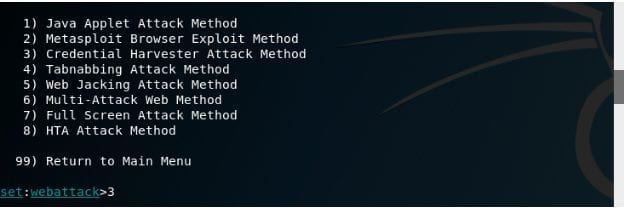 1) Java Applet Attack Method
2) Metasploit Browser Exploit Method
3) Credential Harvester Attack Method
4) Tabnabbing Attack Method
5) Web Jacking Attack Method
6) Multi-Attack Web Method
7) Full Screen Attack Method
8) HTA Attack Method
99) Return to Main Menu
set:webattack>3